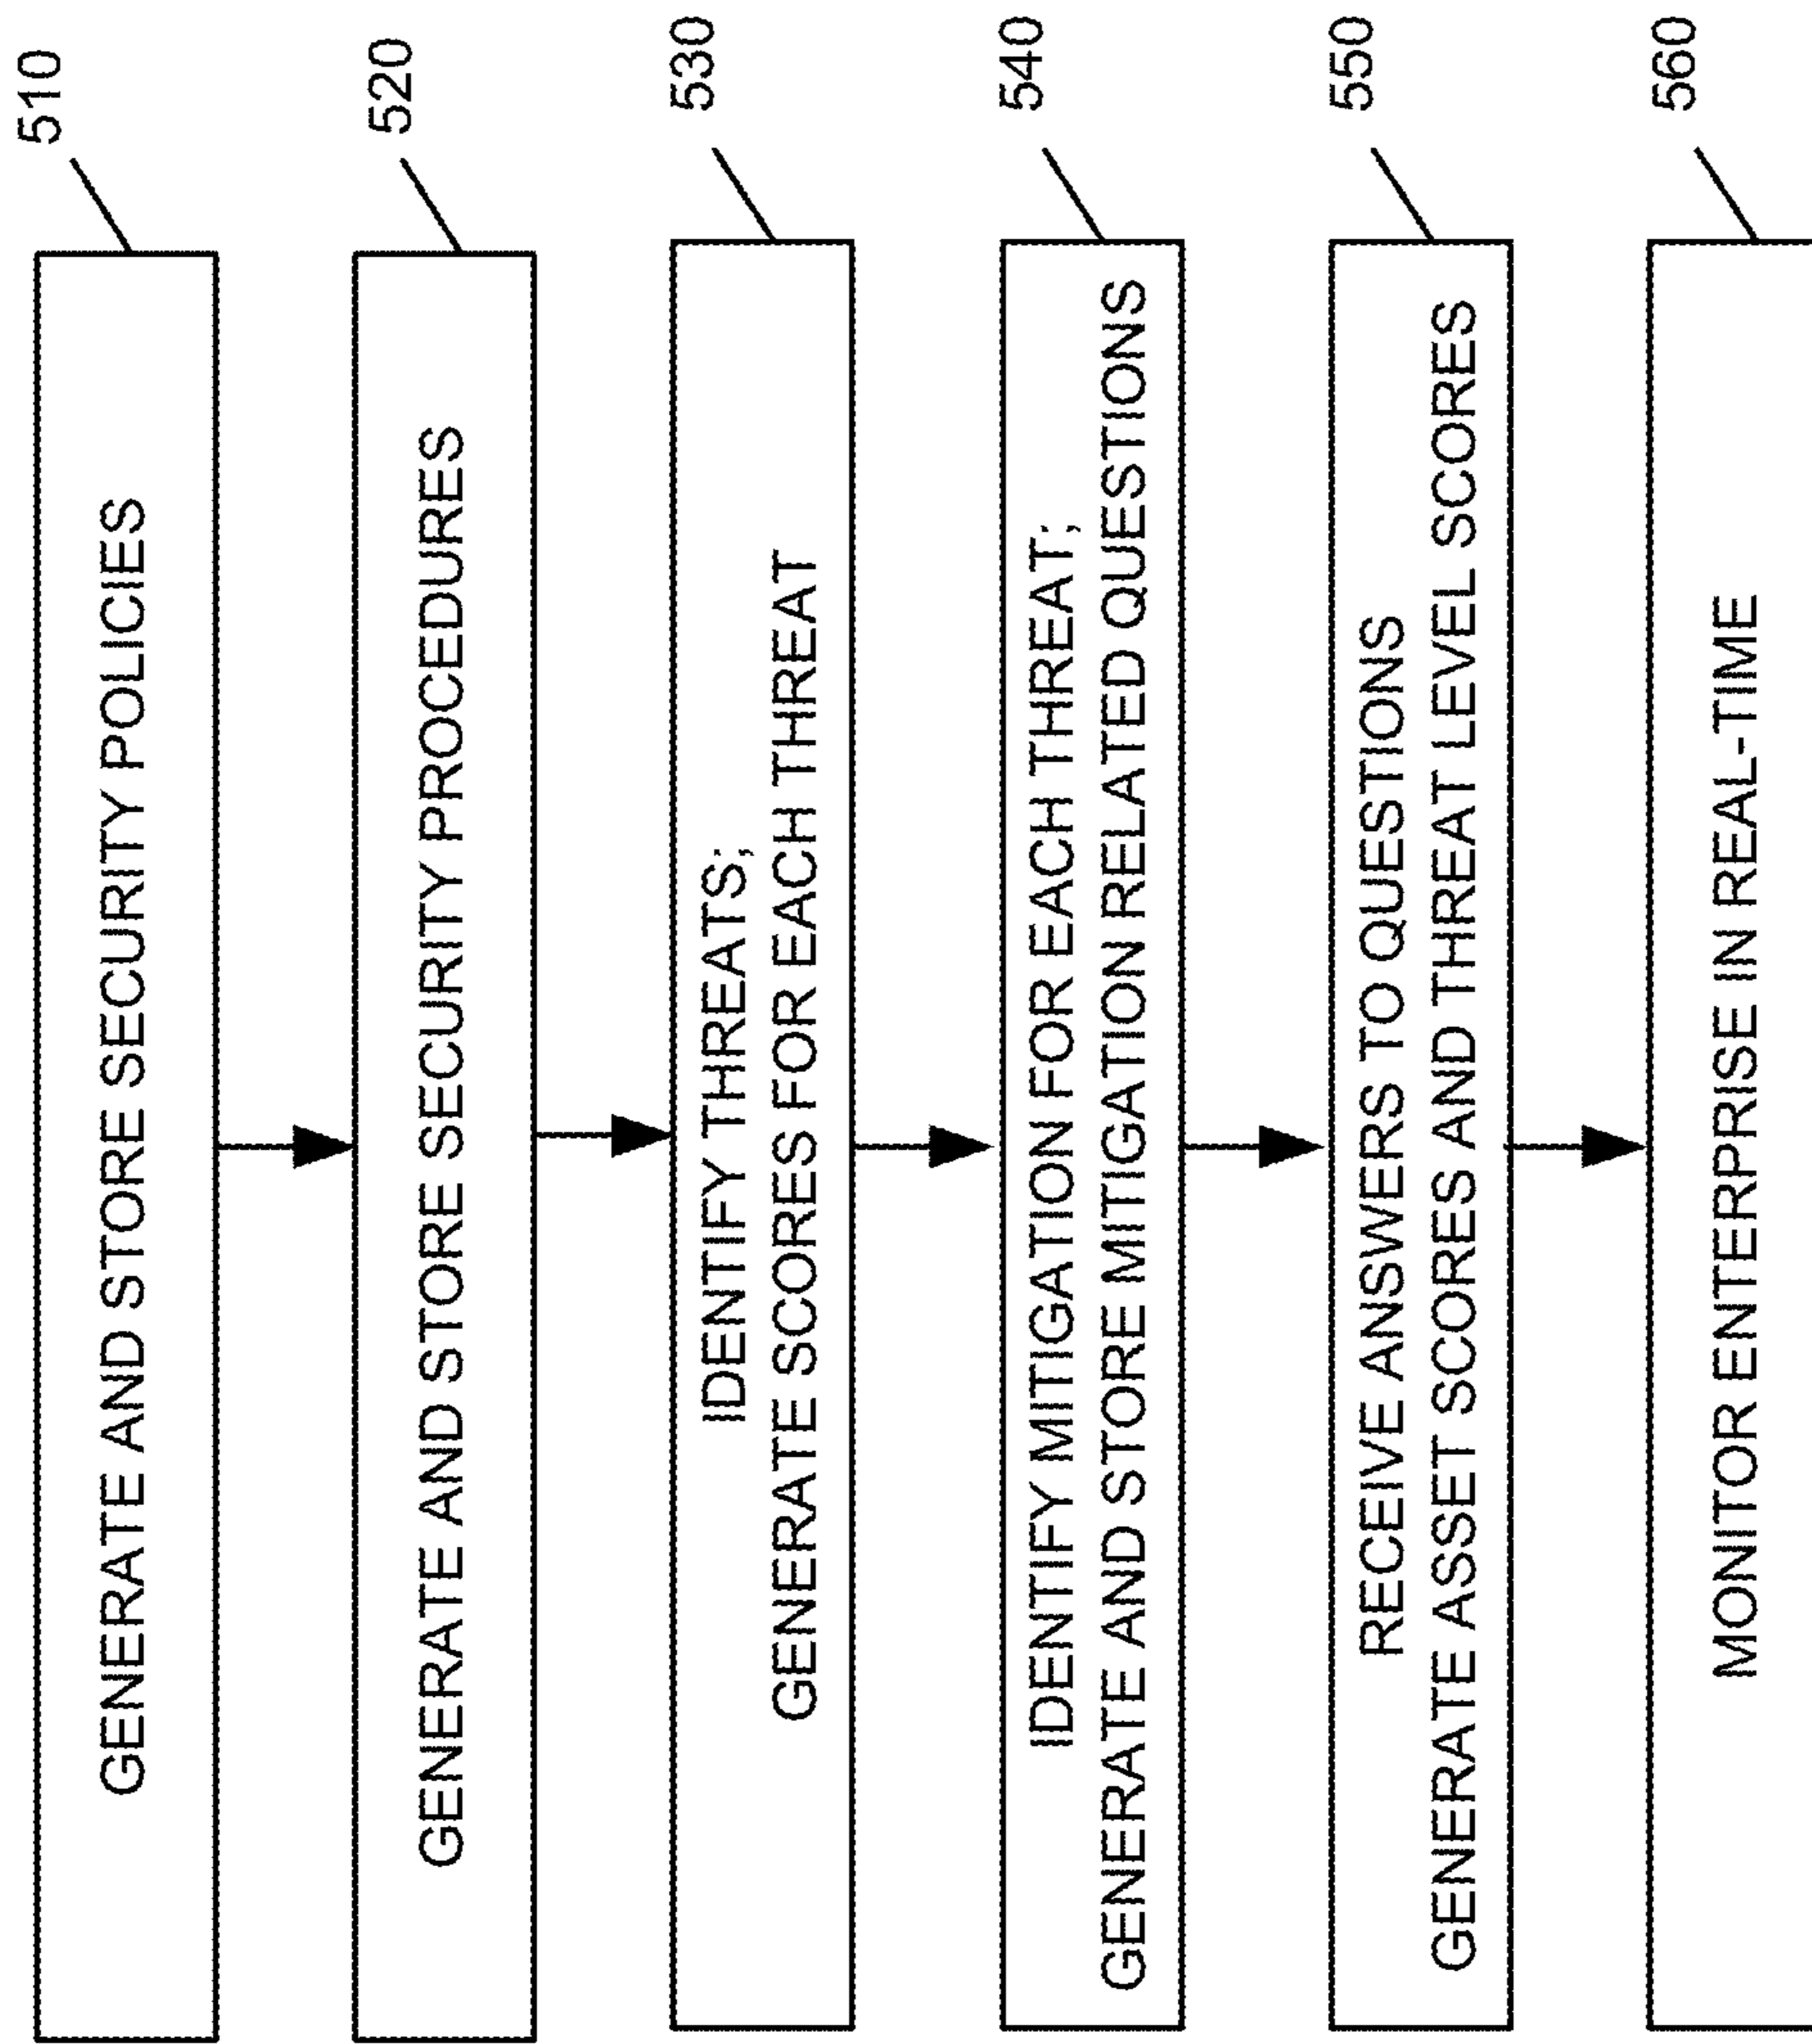 510
GENERATE AND STORE SECURITY POLICIES
520
GENERATE AND STORE SECURITY PROCEDURES
530
IDENTIFY THREATS;
GENERATE SCORES FOR EACH THREAT
540
IDENTIFY MITIGATION FOR EACH THREAT;
GENERATE AND STORE MITIGATION RELATED QUESTIONS
550
RECEIVE ANSWERS TO QUESTIONS
GENERATE ASSET SCORES AND THREAT LEVEL SCORES
560
MONITOR ENTERPRISE IN REAL-TIME